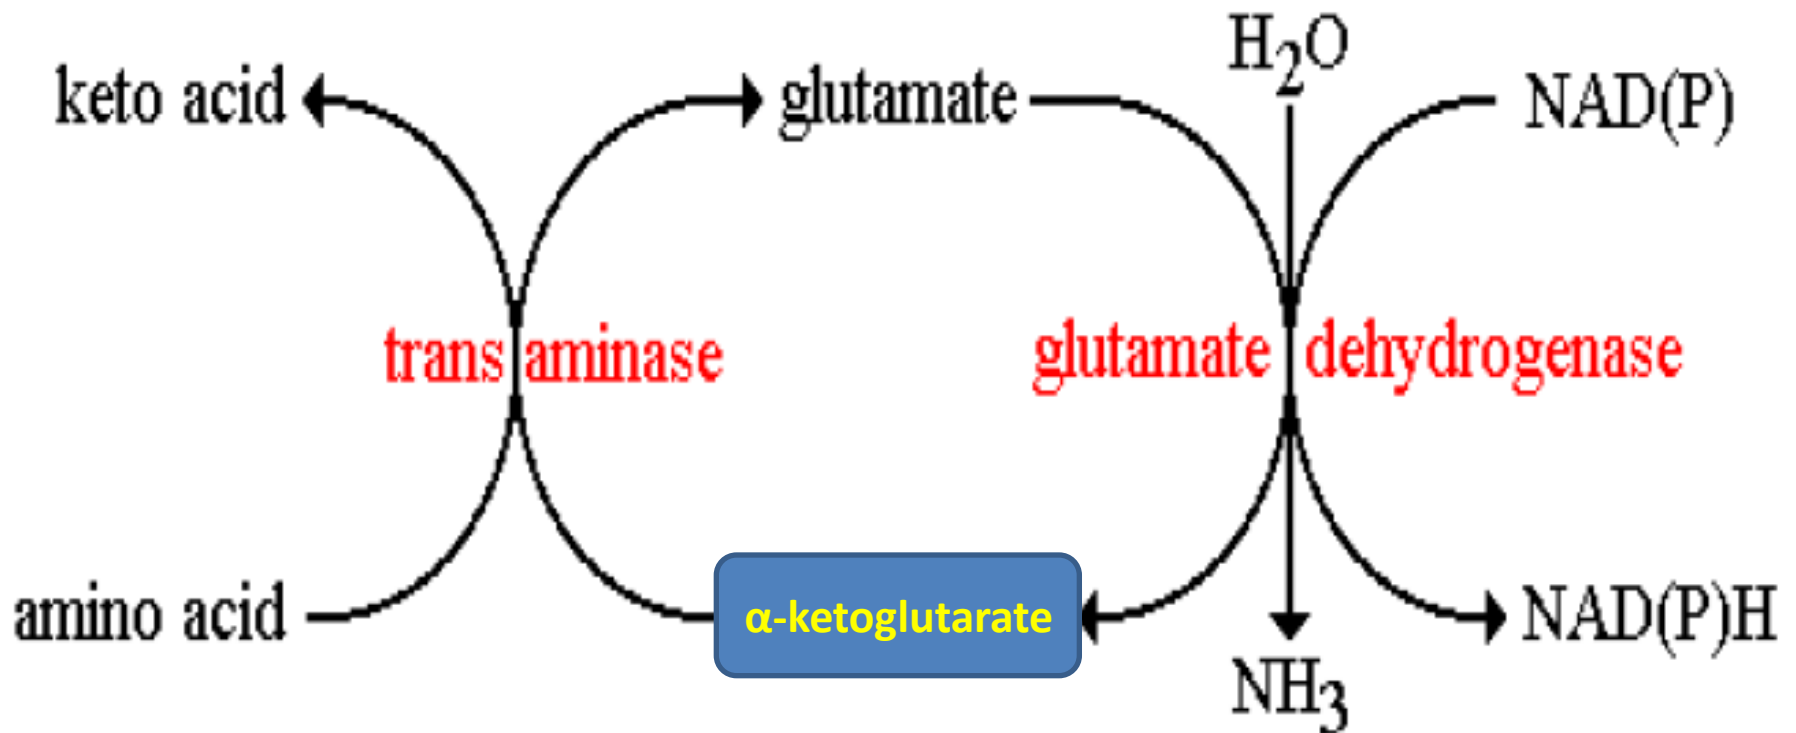 H2O
keto acid glutamate NAD(P)
trans aminase glutamate dehydrogenase
amino acid α-ketoglutarate NAD(P)H
NH3